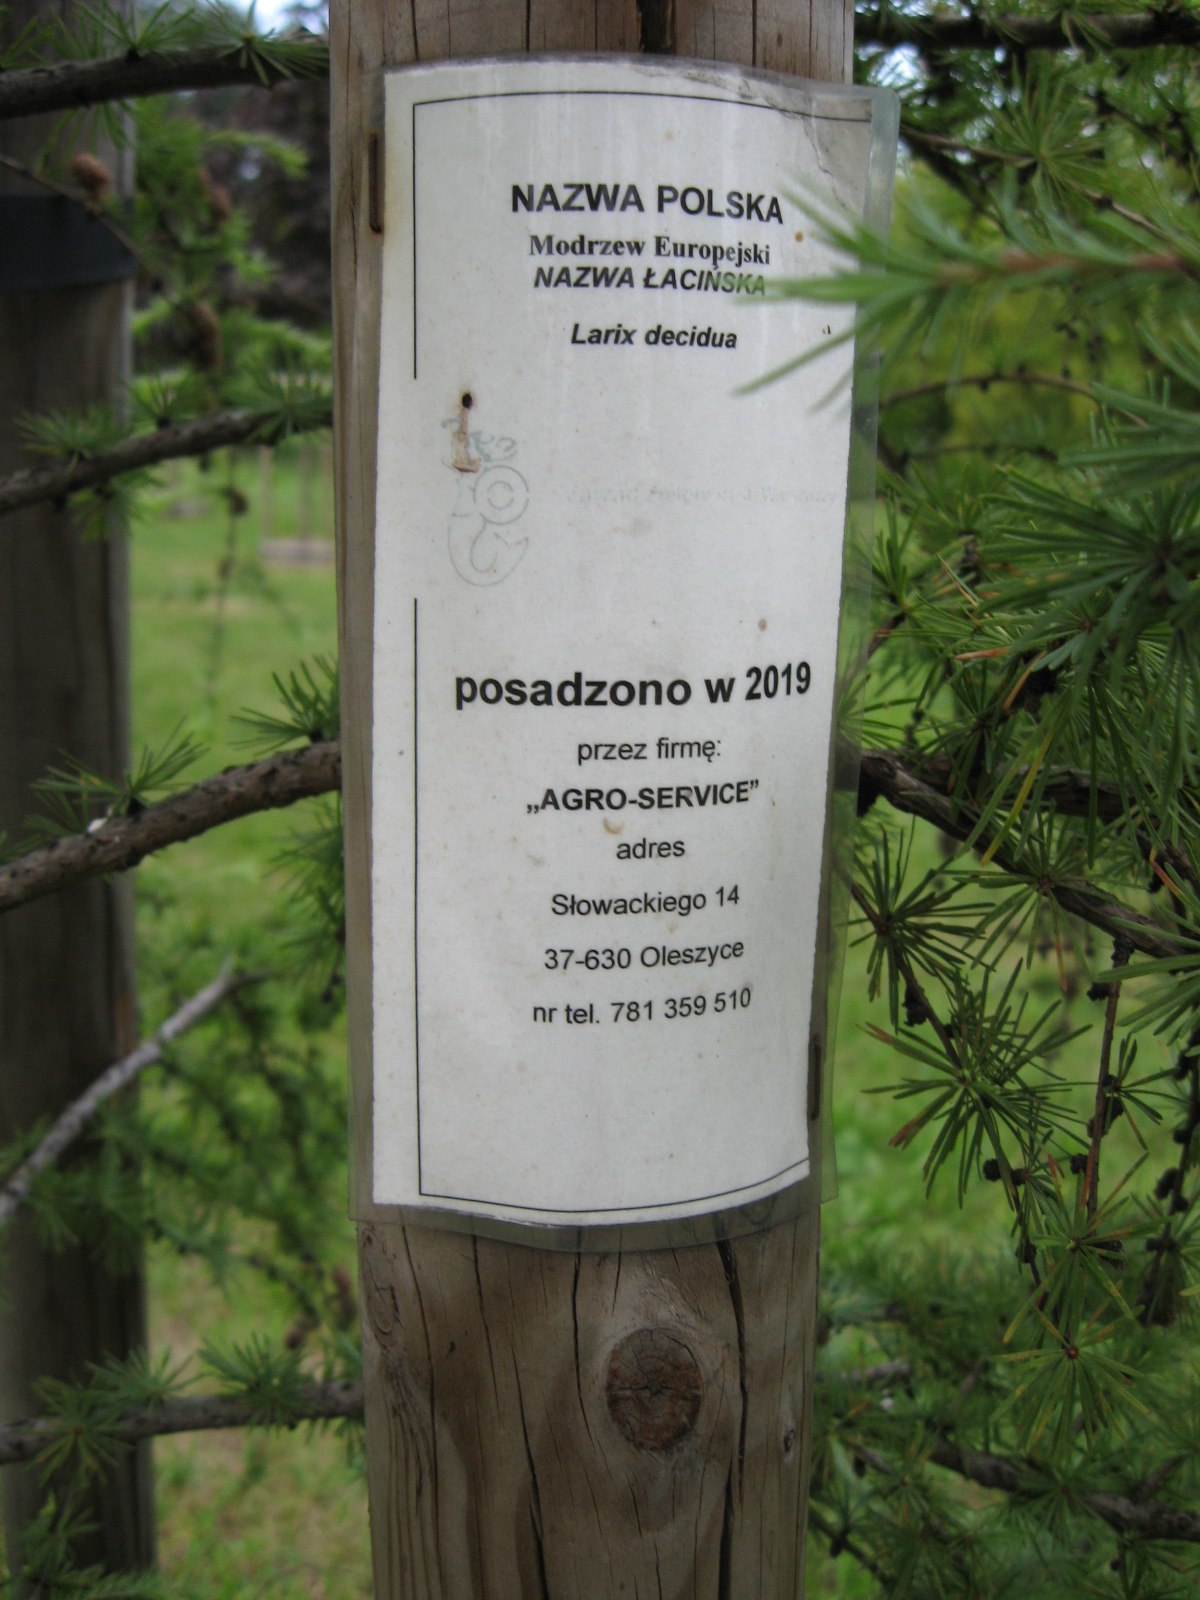 NAZWA POLSKA
Modrzew Europejski
NAZWA ŁACIŃSKA
Larix decidua
posadzono w 2019
przez firmę:
„AGRO-SERVICE”
adres
Słowackiego 14
37-630 Oleszyce
nr tel. 781 359 510